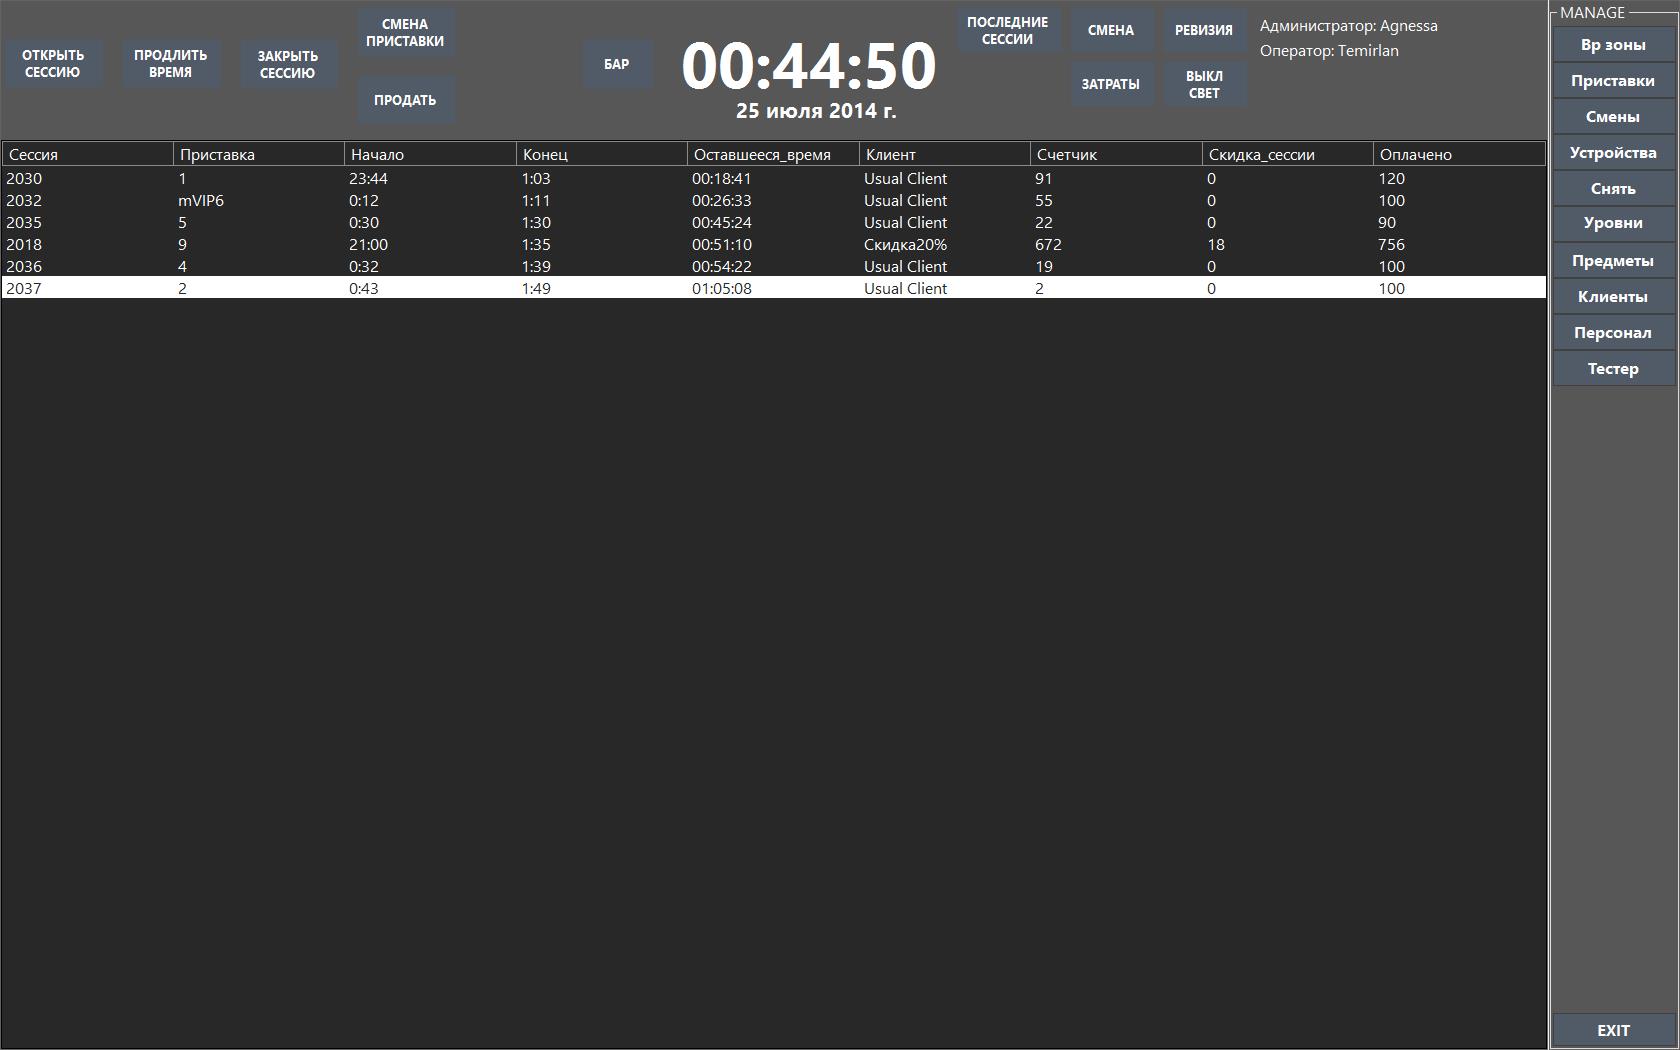 ОТКРЫТЬ
СЕССИЮ
ПРОДЛИТЬ
ВРЕМЯ
ЗАКРЫТЬ
СЕССИЮ
СМЕНА
ПРИСТАВКИ
ПРОДАТЬ
БАР
00:44:50
25 июля 2014 г.
ПОСЛЕДНИЕ
СЕССИИ
СМЕНА
РЕВИЗИЯ
ЗАТРАТЫ
ВЫКЛ
СВЕТ
Администратор: Agnessa
Оператор: Temirlan
Сессия Приставка Начало Конец Оставшееся_время Клиент Счетчик Скидка_сессии Оплачено
2030 1 23:44 1:03 00:18:41 Usual Client 91 0 120
2032 mVIP6 0:12 1:11 00:26:33 Usual Client 55 0 100
2035 5 0:30 1:30 00:45:24 Usual Client 22 0 90
2018 9 21:00 1:35 00:51:10 Скидка20% 672 18 756
2036 4 0:32 1:39 00:54:22 Usual Client 19 0 100
2037 2 0:43 1:49 01:05:08 Usual Client 2 0 100
MANAGE
Вр зоны
Приставки
Смены
Устройства
Снять
Уровни
Предметы
Клиенты
Персонал
Тестер
EXIT